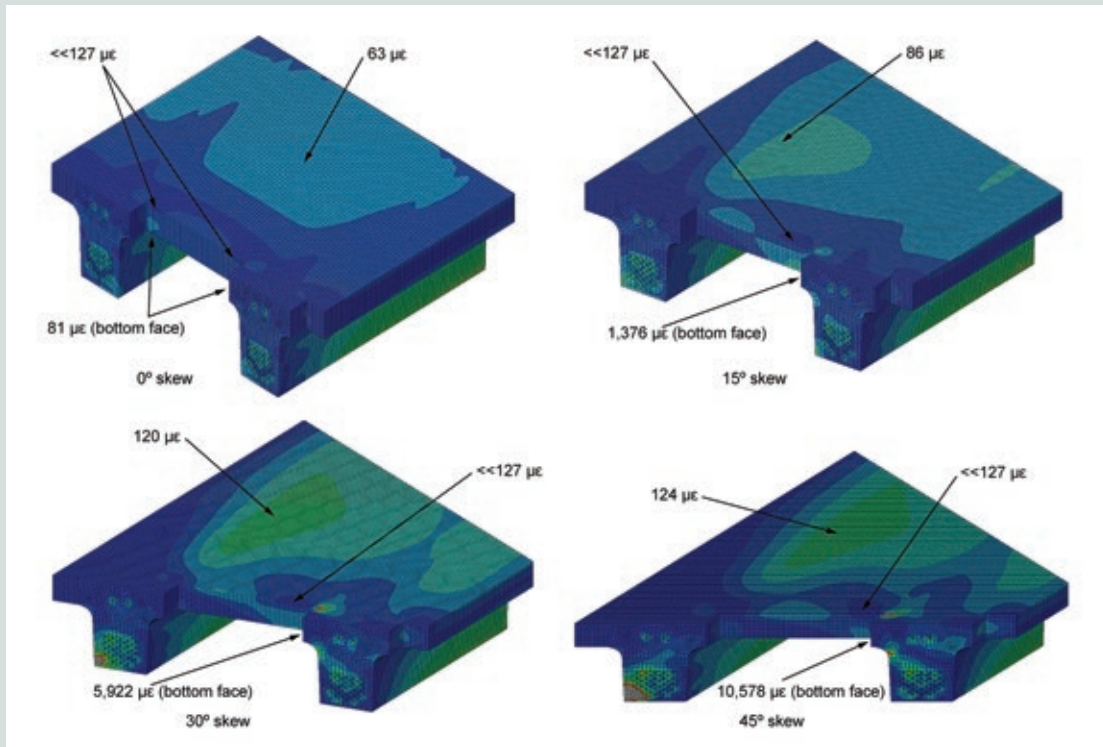 <<127 µε
63 µε
81 µε (bottom face)
0º skew
<<127 µε
86 µε
1,376 µε (bottom face)
15º skew
120 µε
<<127 µε
5,922 µε (bottom face)
30º skew
124 µε
<<127 µε
10,578 µε (bottom face)
45º skew